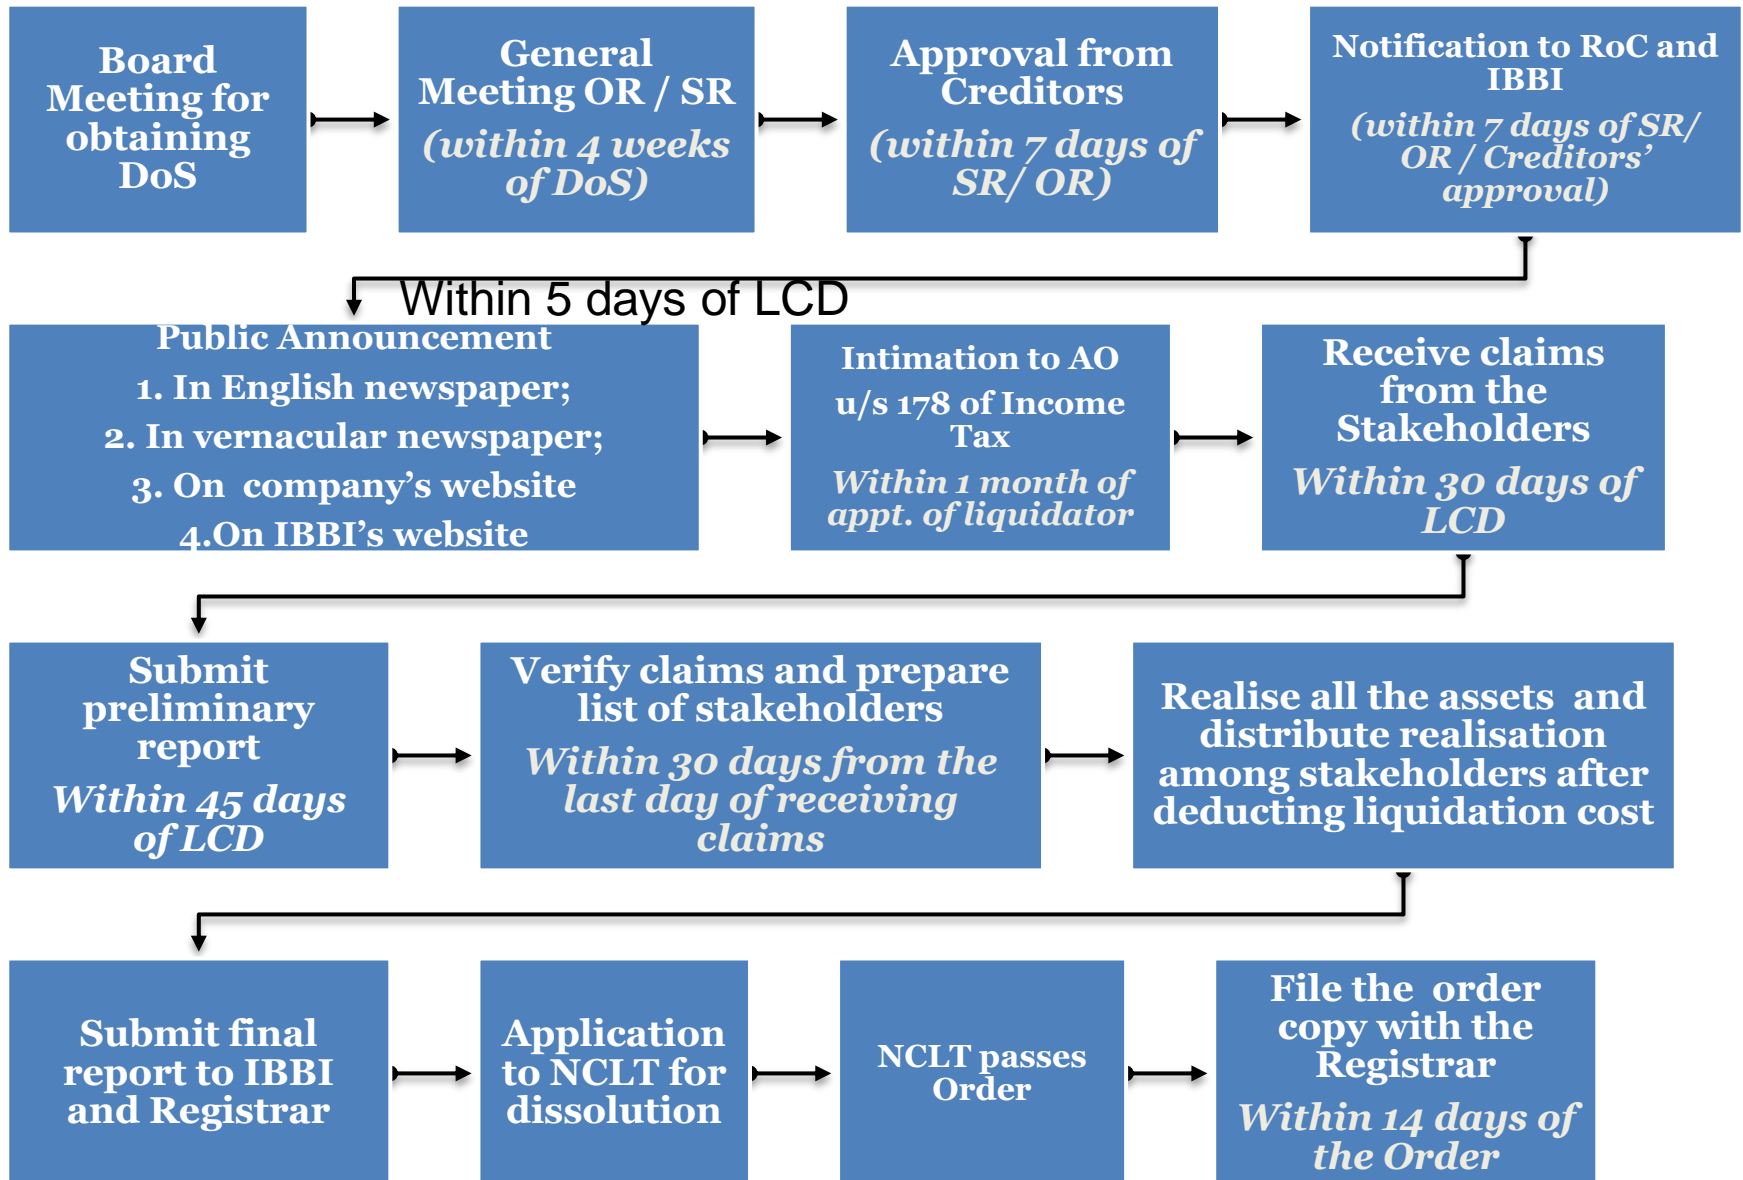 Board
Meeting for
obtaining
DoS
General
Meeting OR / SR
(within 4 weeks
of DoS)
Approval from
Creditors
(within 7 days of
SR/ OR)
Notification to RoC and
IBBI
(within 7 days of SR/
OR / Creditors’
approval)
Within 5 days of LCD
Public Announcement
1. In English newspaper;
2. In vernacular newspaper;
3. On company’s website
4.On IBBI’s website
Intimation to AO
u/s 178 of Income
Tax
Within 1 month of
appt. of liquidator
Receive claims
from the
Stakeholders
Within 30 days of
LCD
Submit
preliminary
report
Within 45 days
of LCD
Verify claims and prepare
list of stakeholders
Within 30 days from the
last day of receiving
claims
Realise all the assets and
distribute realisation
among stakeholders after
deducting liquidation cost
Submit final
report to IBBI
and Registrar
Application
to NCLT for
dissolution
NCLT passes
Order
File the order
copy with the
Registrar
Within 14 days of
the Order